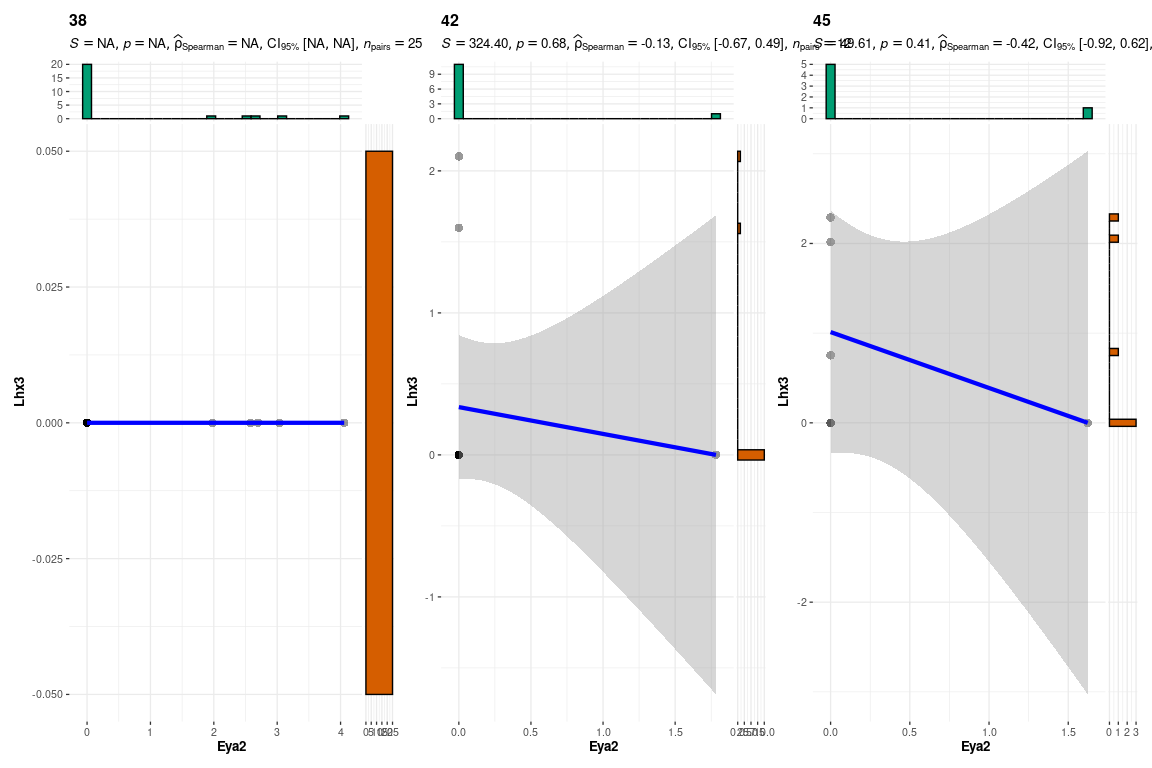 38
S = NA, p = NA, ρ̂Spearman = NA, CI95% [NA, NA], npairs = 25
20
15
10
5
0
0.050
0.025
0.000
-0.025
-0.050
Lhx3
0 1 2 3 4
Eya2
42
S = 324.40, p = 0.68, ρ̂Spearman = -0.13, CI95% [-0.67, 0.49], npairs
9
6
3
0
2
1
0
-1
Lhx3
0.0 0.5 1.0 1.5
Eya2
45
p = 0.41, ρ̂Spearman = -0.42, CI95% [-0.92, 0.62],
5
4
3
2
1
0
2
0
-2
Lhx3
0.0 0.5 1.0 1.5
0 1 2 3
Eya2